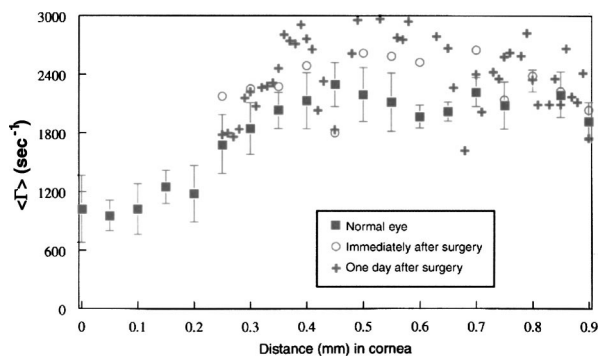 3000
2400
1800
1200
600
0
<Γ> (sec⁻¹)
Normal eye
Immediately after surgery
One day after surgery
0 0.1 0.2 0.3 0.4 0.5 0.6 0.7 0.8 0.9
Distance (mm) in cornea